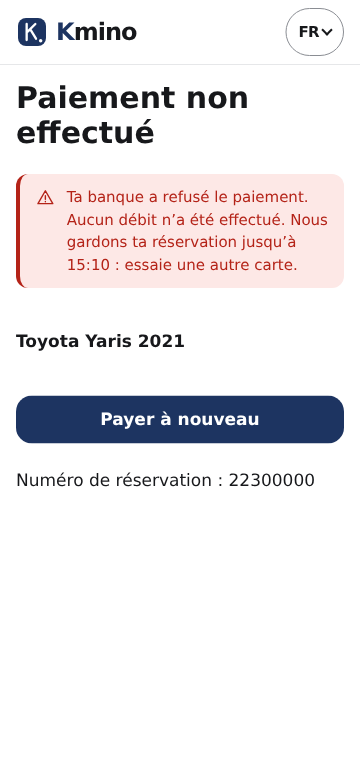 K. Kmino
FR
Paiement non
effectué
Ta banque a refusé le paiement.
Aucun débit n’a été effectué. Nous
gardons ta réservation jusqu’à
15:10 : essaie une autre carte.
Toyota Yaris 2021
Payer à nouveau
Numéro de réservation : 22300000